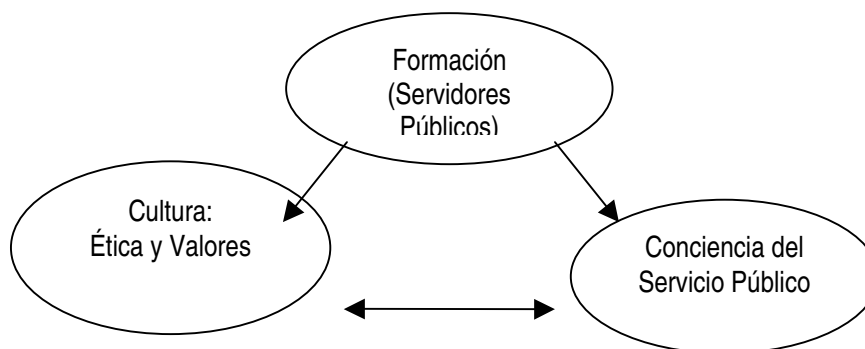 Formación
(Servidores
Públicos)
Cultura:
Ética y Valores
Conciencia del
Servicio Público